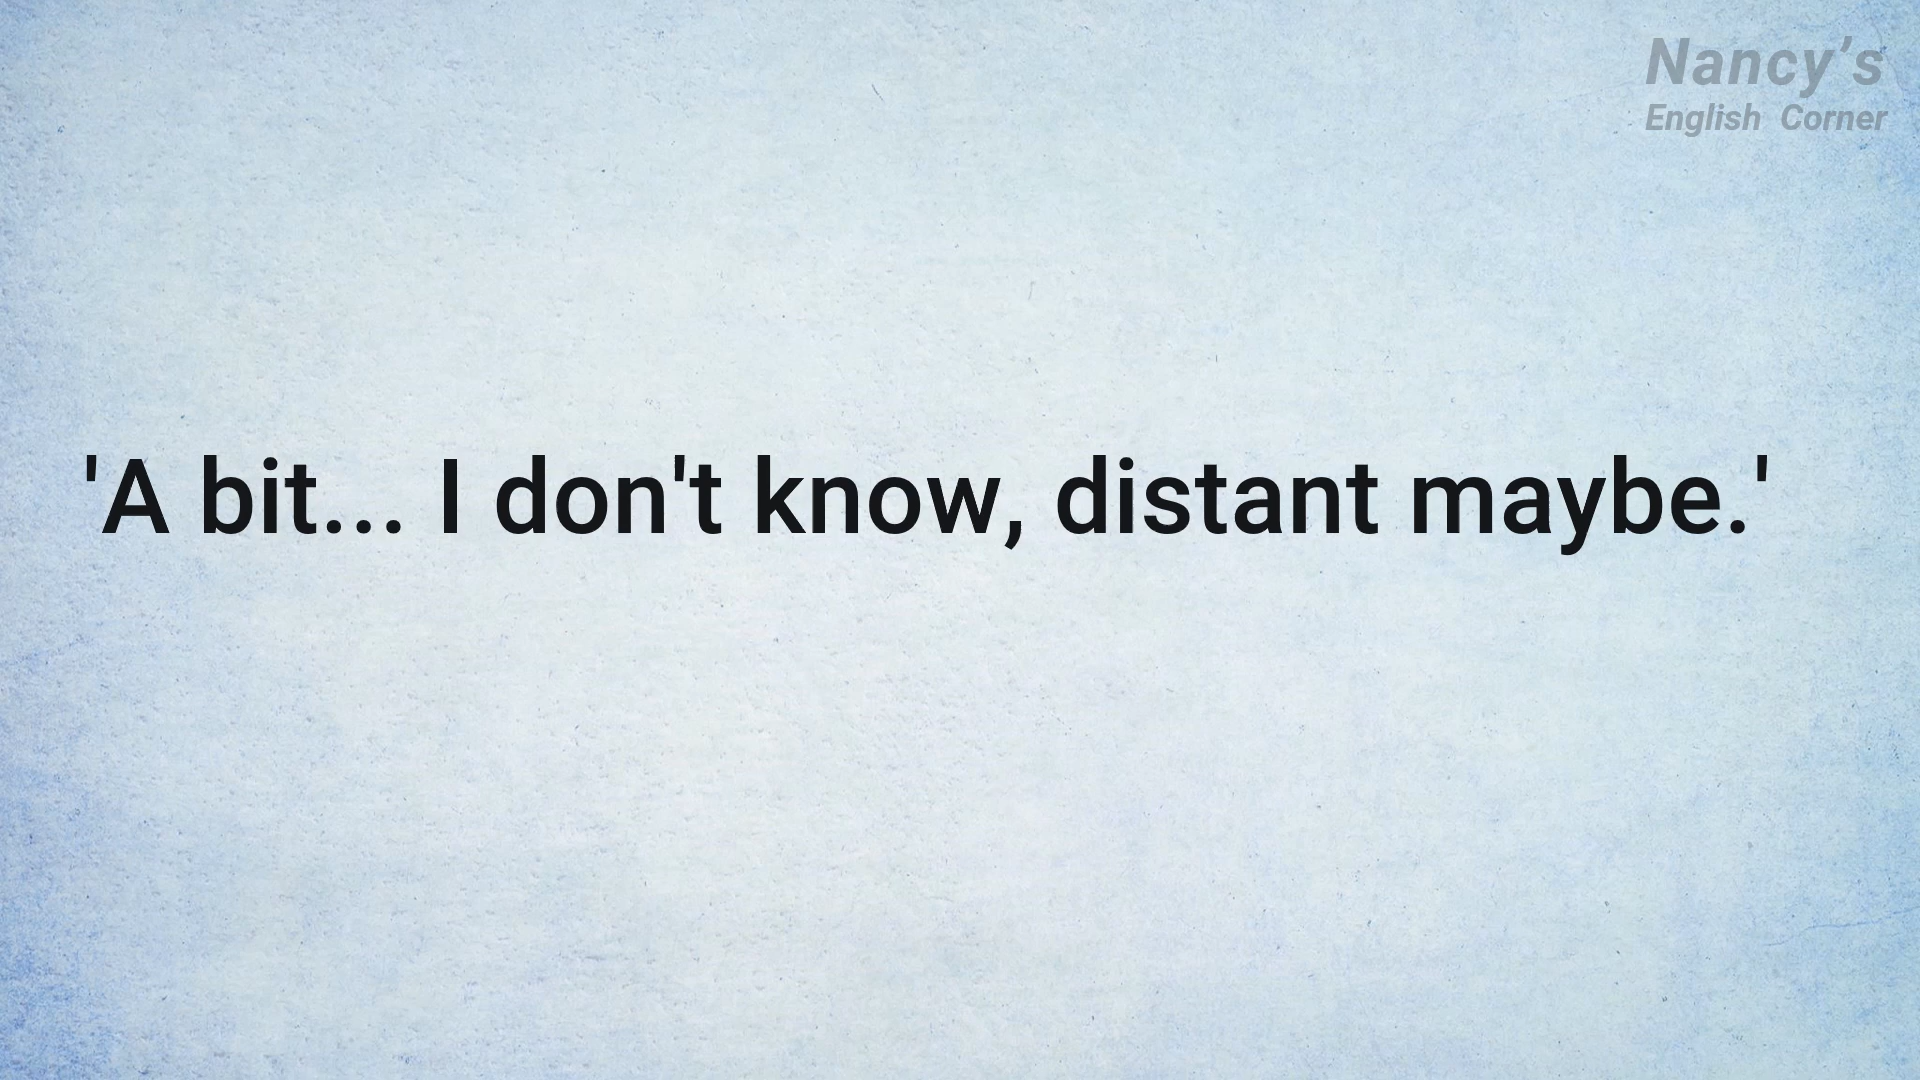 Nancy’s
English Corner
'A bit... I don't know, distant maybe.'